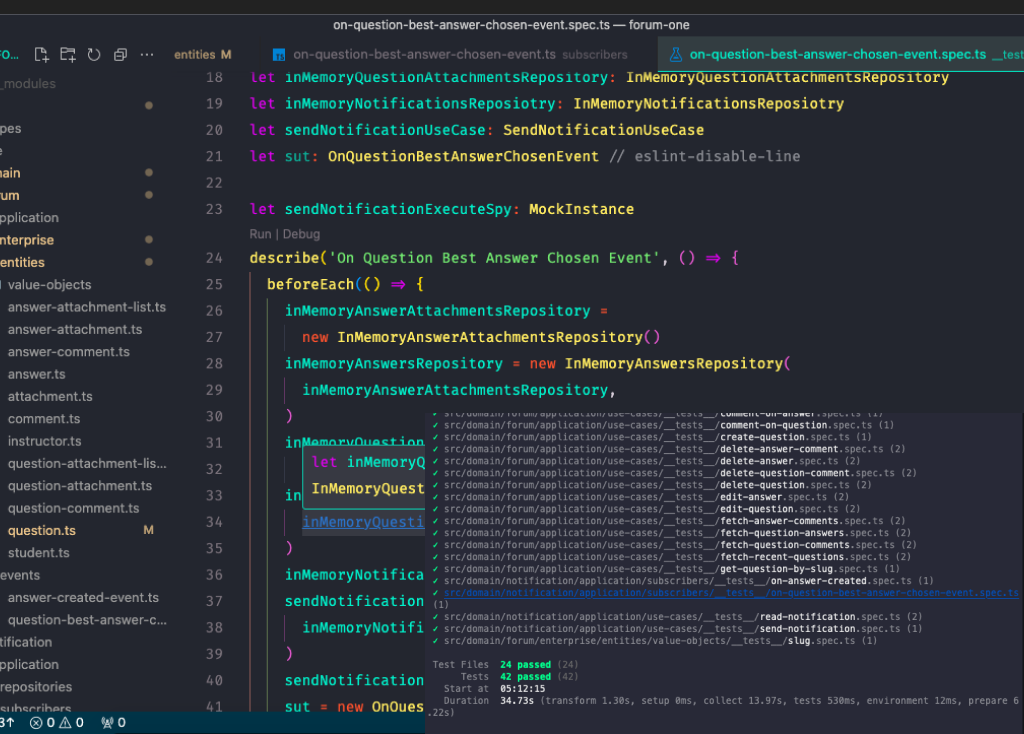 on-question-best-answer-chosen-event.spec.ts — forum-one
FO... ...
entities M
TS on-question-best-answer-chosen-event.ts subscribers
on-question-best-answer-chosen-event.spec.ts __test
_modules
pes
e
main
rum
pplication
nterprise
entities
value-objects
answer-attachment-list.ts
answer-attachment.ts
answer-comment.ts
answer.ts
attachment.ts
comment.ts
instructor.ts
question-attachment-lis...
question-attachment.ts
question-comment.ts
question.ts M
student.ts
events
answer-created-event.ts
question-best-answer-c...
tification
pplication
repositories
subscribers
18 let inMemoryQuestionAttachmentsRepository: InMemoryQuestionAttachmentsRepository
19 let inMemoryNotificationsReposiotry: InMemoryNotificationsReposiotry
20 let sendNotificationUseCase: SendNotificationUseCase
21 let sut: OnQuestionBestAnswerChosenEvent // eslint-disable-line
22
23 let sendNotificationExecuteSpy: MockInstance
Run | Debug
24 describe('On Question Best Answer Chosen Event', () => {
25 beforeEach(() => {
26 inMemoryAnswerAttachmentsRepository =
27 new InMemoryAnswerAttachmentsRepository()
28 inMemoryAnswersRepository = new InMemoryAnswersRepository(
29 inMemoryAnswerAttachmentsRepository,
30 )
31 inMemoryQuestion
let inMemoryQ
32
InMemoryQuest
33 in
34 inMemoryQuesti
35 )
36 inMemoryNotifica
37 sendNotification
38 inMemoryNotifi
39 )
40 sendNotification
41 sut = new OnQues
✓ src/domain/forum/application/use-cases/__tests__/comment-on-answer.spec.ts (1)
✓ src/domain/forum/application/use-cases/__tests__/comment-on-question.spec.ts (1)
✓ src/domain/forum/application/use-cases/__tests__/create-question.spec.ts (1)
✓ src/domain/forum/application/use-cases/__tests__/delete-answer-comment.spec.ts (2)
✓ src/domain/forum/application/use-cases/__tests__/delete-answer.spec.ts (2)
✓ src/domain/forum/application/use-cases/__tests__/delete-question-comment.spec.ts (2)
✓ src/domain/forum/application/use-cases/__tests__/delete-question.spec.ts (2)
✓ src/domain/forum/application/use-cases/__tests__/edit-answer.spec.ts (2)
✓ src/domain/forum/application/use-cases/__tests__/edit-question.spec.ts (2)
✓ src/domain/forum/application/use-cases/__tests__/fetch-answer-comments.spec.ts (2)
✓ src/domain/forum/application/use-cases/__tests__/fetch-question-answers.spec.ts (2)
✓ src/domain/forum/application/use-cases/__tests__/fetch-question-comments.spec.ts (2)
✓ src/domain/forum/application/use-cases/__tests__/fetch-recent-questions.spec.ts (2)
✓ src/domain/forum/application/use-cases/__tests__/get-question-by-slug.spec.ts (1)
✓ src/domain/notification/application/subscribers/__tests__/on-answer-created.spec.ts (1)
✓ src/domain/notification/application/subscribers/__tests__/on-question-best-answer-chosen-event.spec.ts
(1)
✓ src/domain/notification/application/use-cases/__tests__/read-notification.spec.ts (2)
✓ src/domain/notification/application/use-cases/__tests__/send-notification.spec.ts (1)
✓ src/domain/forum/enterprise/entities/value-objects/__tests__/slug.spec.ts (1)
Test Files 24 passed (24)
Tests 42 passed (42)
Start at 05:12:15
Duration 34.73s (transform 1.30s, setup 0ms, collect 13.97s, tests 530ms, environment 12ms, prepare 6
.22s)
3↑ 0 0 0